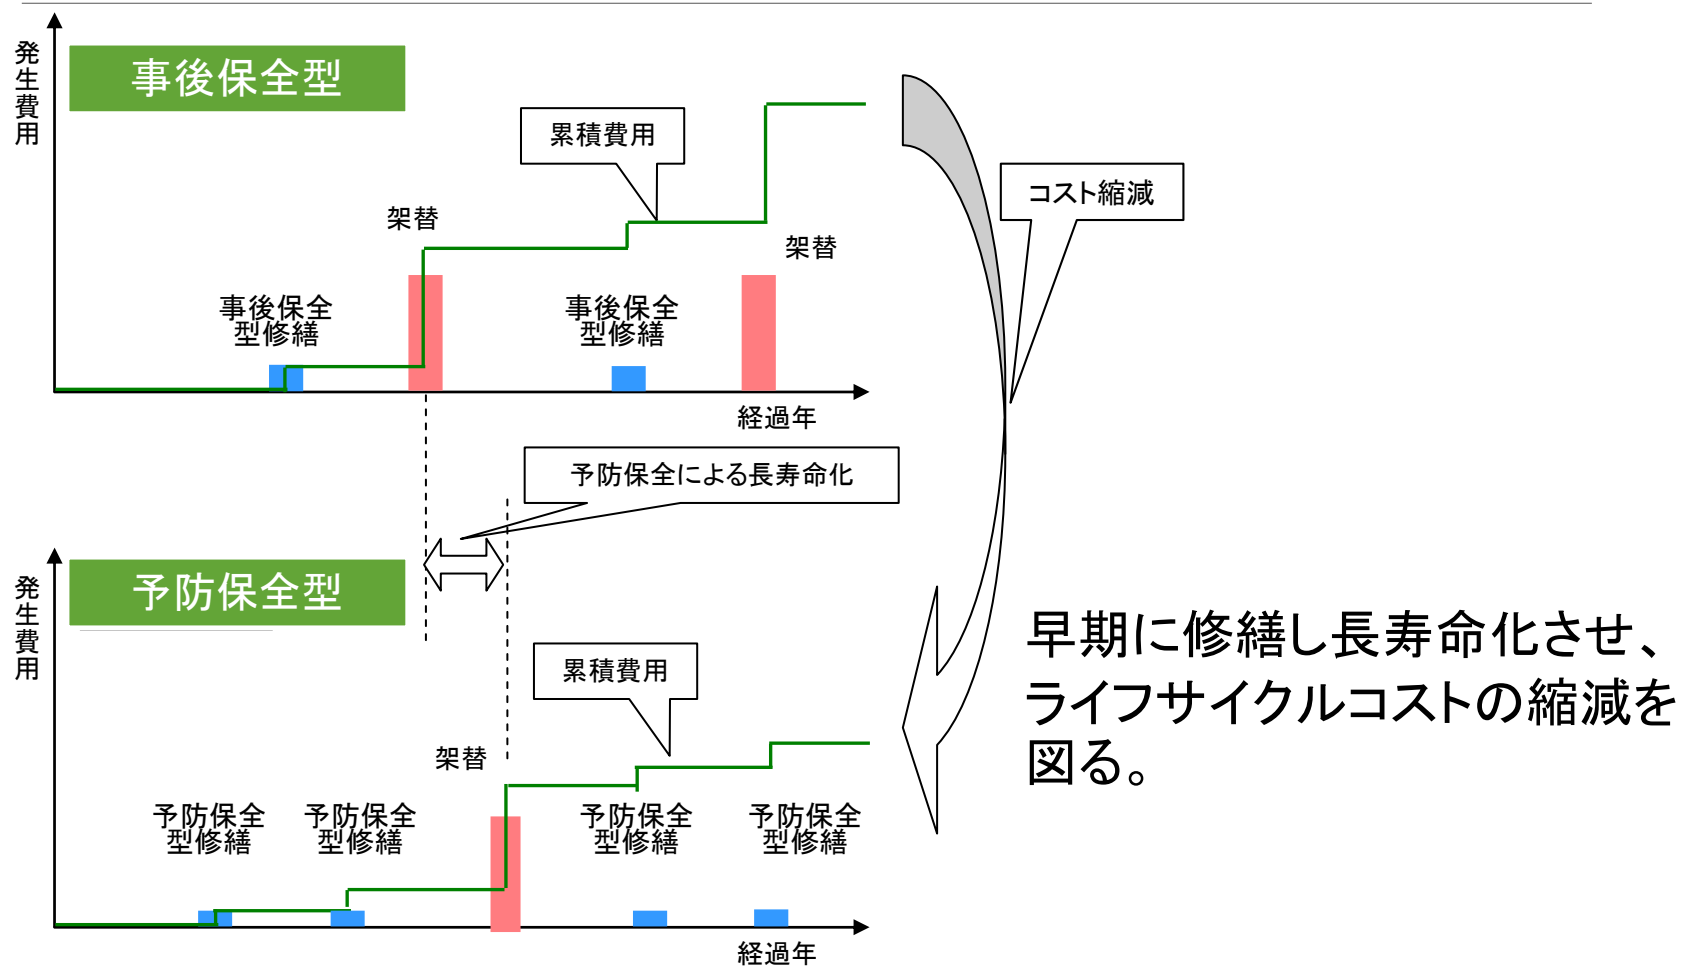 発生費用
事後保全型
累積費用
コスト縮減
架替
架替
事後保全
型修繕
事後保全
型修繕
経過年
予防保全による長寿命化
発生費用
予防保全型
累積費用
架替
予防保全
型修繕
予防保全
型修繕
予防保全
型修繕
予防保全
型修繕
経過年
早期に修繕し長寿命化させ、
ライフサイクルコストの縮減を
図る。